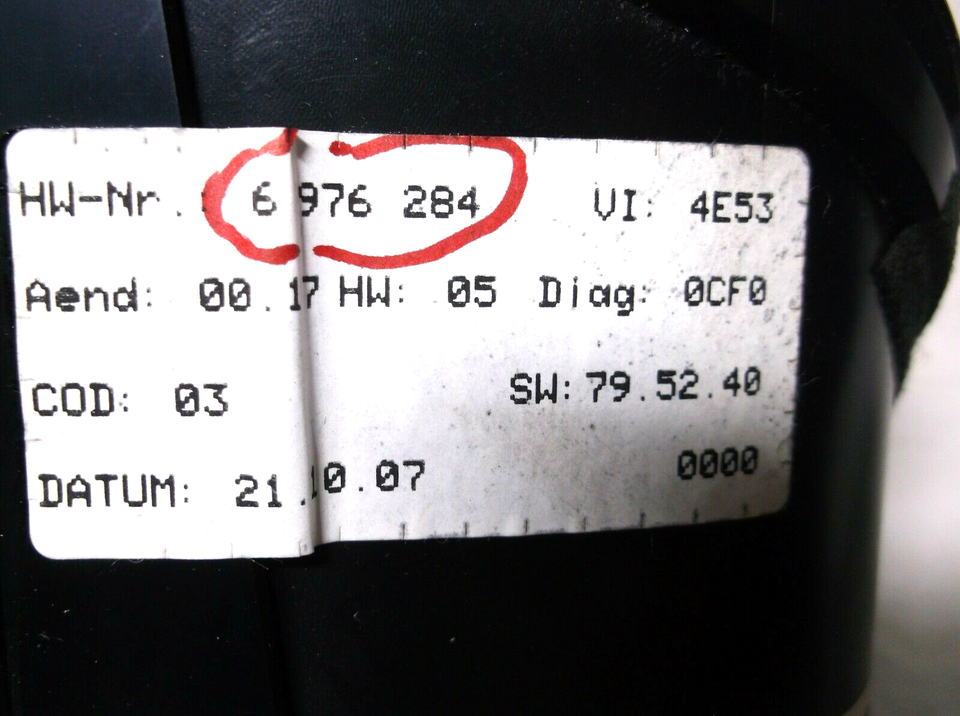 HW-Nr.: 6 976 284 VI: 4E53
Aend: 00.17 HW: 05 Diag: 0CF0
COD: 03 SW: 79.52.40
DATUM: 21.10.07 0000